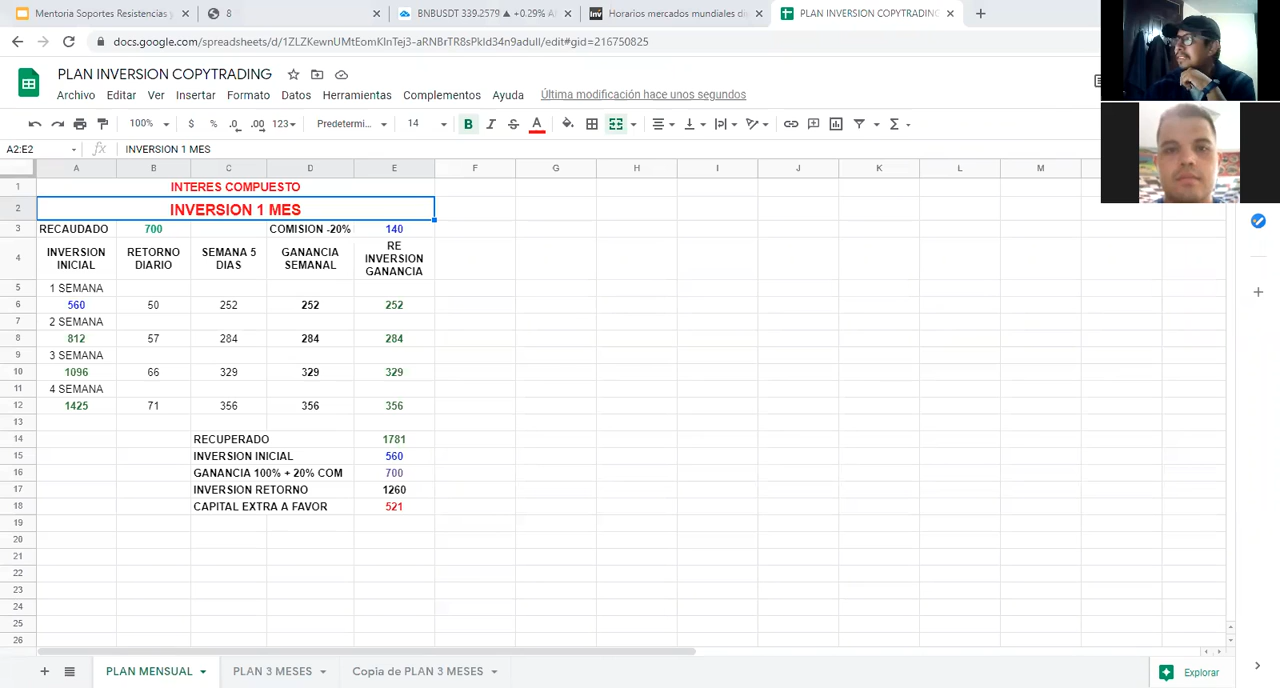 Mentoria Soportes Resistencias y
8
BNBUSDT 339.2579 ▲ +0.29%
Horarios mercados mundiales di
PLAN INVERSION COPYTRADING
docs.google.com/spreadsheets/d/1ZLZKewnUMtEomKlnTej3-aRNBrTR8sPkId34n9aduII/edit#gid=216750825
PLAN INVERSION COPYTRADING
Archivo Editar Ver Insertar Formato Datos Herramientas Complementos Ayuda Última modificación hace unos segundos
100% $ % .0 .00 123 Predetermi... 14 B I S A
A2:E2 fx INVERSION 1 MES
A B C D E F G H I J K L M
1 INTERES COMPUESTO
2 INVERSION 1 MES
3 RECAUDADO 700 COMISION -20% 140
4 INVERSION INICIAL RETORNO DIARIO SEMANA 5 DIAS GANANCIA SEMANAL RE INVERSION GANANCIA
5 1 SEMANA
6 560 50 252 252 252
7 2 SEMANA
8 812 57 284 284 284
9 3 SEMANA
10 1096 66 329 329 329
11 4 SEMANA
12 1425 71 356 356 356
13
14 RECUPERADO 1781
15 INVERSION INICIAL 560
16 GANANCIA 100% + 20% COM 700
17 INVERSION RETORNO 1260
18 CAPITAL EXTRA A FAVOR 521
19
20
21
22
23
24
25
26
PLAN MENSUAL PLAN 3 MESES Copia de PLAN 3 MESES Explorar